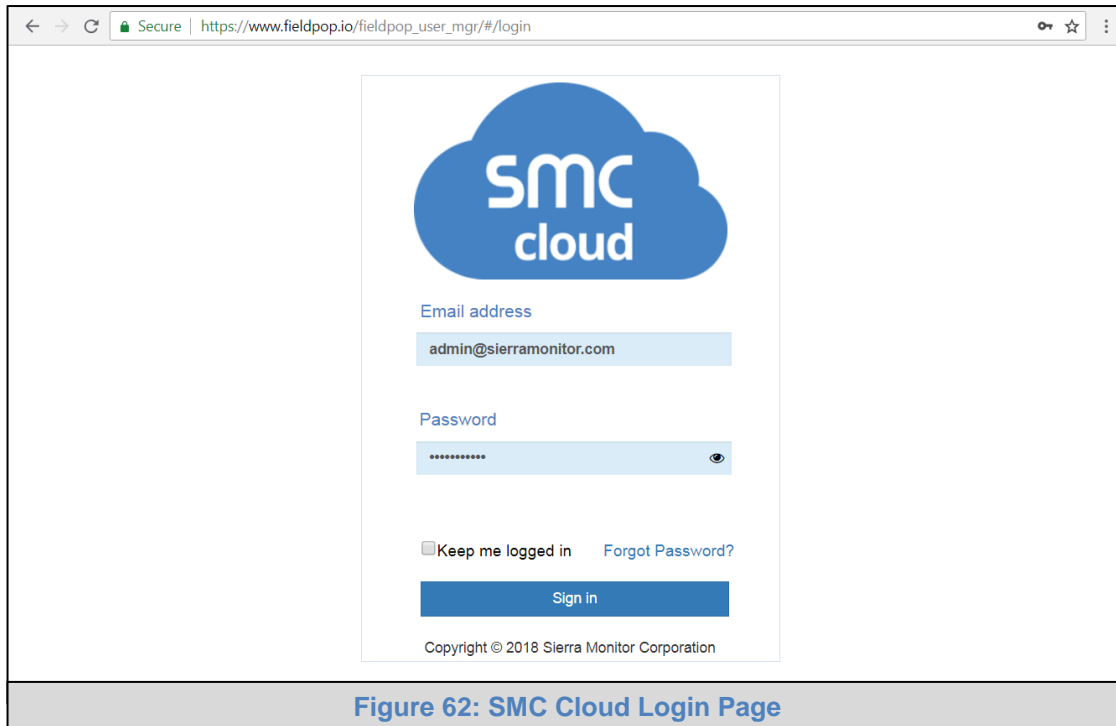 Secure | https://www.fieldpop.io/fieldpop_user_mgr/#/login
smc
cloud
Email address
admin@sierramonitor.com
Password
•••••••••••
Keep me logged in Forgot Password?
Sign in
Copyright © 2018 Sierra Monitor Corporation
Figure 62: SMC Cloud Login Page